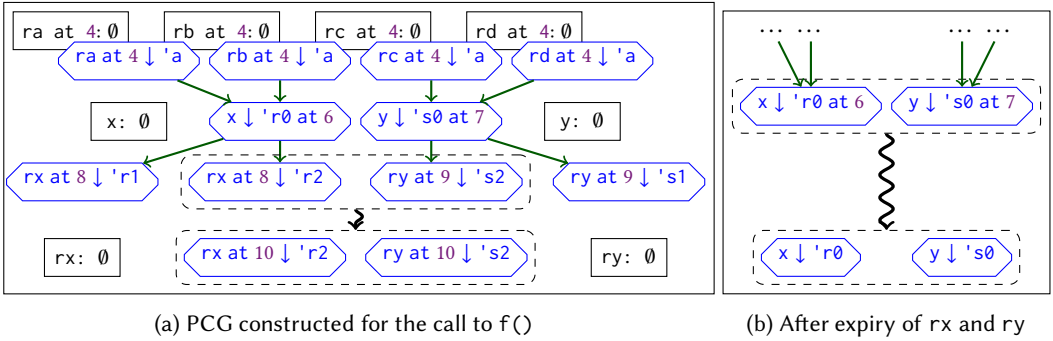 ra at 4: ∅ rb at 4: ∅ rc at 4: ∅ rd at 4: ∅
ra at 4 ↓ 'a rb at 4 ↓ 'a rc at 4 ↓ 'a rd at 4 ↓ 'a
x: ∅ x ↓ 'r0 at 6 y ↓ 's0 at 7 y: ∅
rx at 8 ↓ 'r1 rx at 8 ↓ 'r2 ry at 9 ↓ 's2 ry at 9 ↓ 's1
rx: ∅ rx at 10 ↓ 'r2 ry at 10 ↓ 's2 ry: ∅
(a) PCG constructed for the call to f()
... ... ... ...
x ↓ 'r0 at 6 y ↓ 's0 at 7
x ↓ 'r0 y ↓ 's0
(b) After expiry of rx and ry